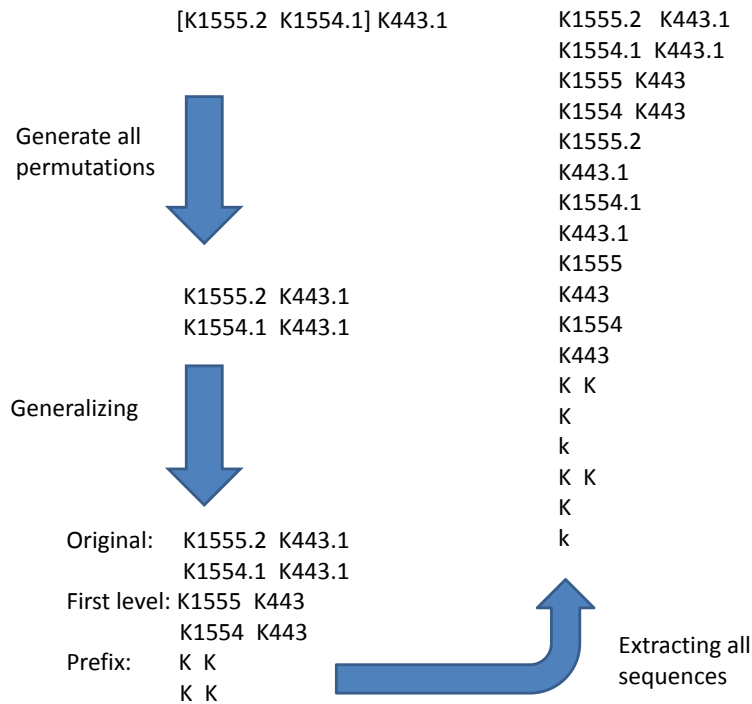 [K1555.2 K1554.1] K443.1
Generate all
permutations
K1555.2 K443.1
K1554.1 K443.1
Generalizing
Original: K1555.2 K443.1
K1554.1 K443.1
First level: K1555 K443
K1554 K443
Prefix: K K
K K
K1555.2 K443.1
K1554.1 K443.1
K1555 K443
K1554 K443
K1555.2
K443.1
K1554.1
K443.1
K1555
K443
K1554
K443
K K
K
k
K K
K
k
Extracting all
sequences